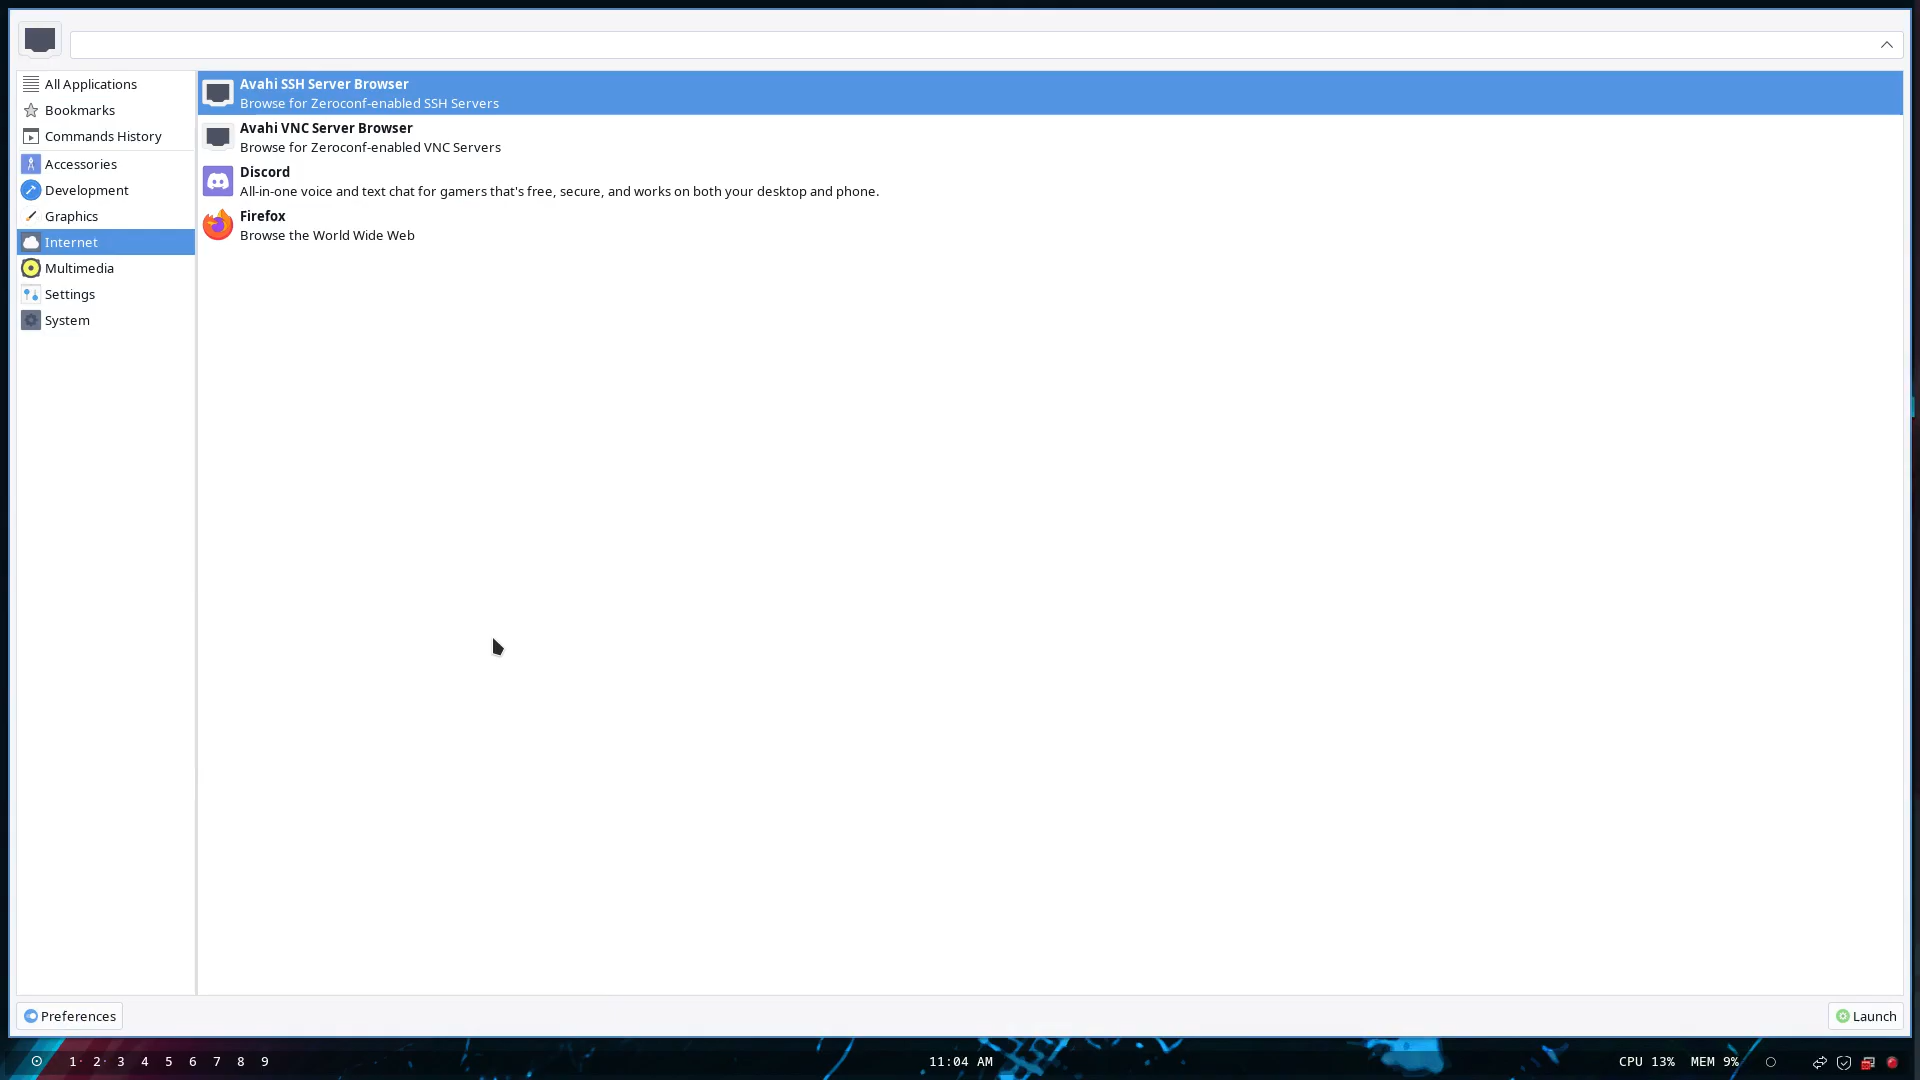 All Applications
Bookmarks
Commands History
Accessories
Development
Graphics
Internet
Multimedia
Settings
System
Avahi SSH Server Browser
Browse for Zeroconf-enabled SSH Servers
Avahi VNC Server Browser
Browse for Zeroconf-enabled VNC Servers
Discord
All-in-one voice and text chat for gamers that's free, secure, and works on both your desktop and phone.
Firefox
Browse the World Wide Web
Preferences
Launch
1 2 3 4 5 6 7 8 9
11:04 AM
CPU 13% MEM 9%